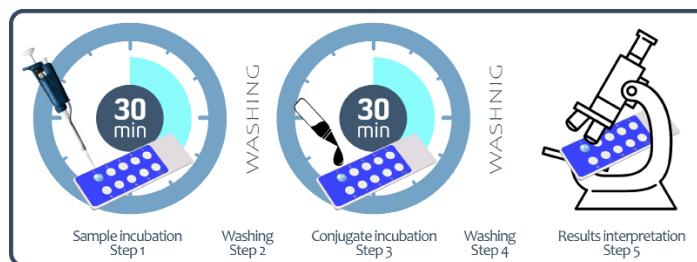 30
min
WASHING
30
min
WASHNIG
Sample incubation
Step 1
Washing
Step 2
Conjugate incubation
Step 3
Washing
Step 4
Results interpretation
Step 5